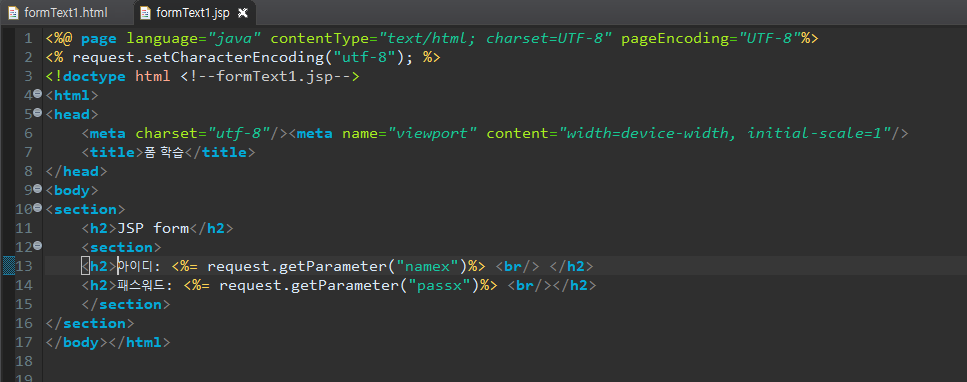 formText1.html formText1.jsp
1 <%@ page language="java" contentType="text/html; charset=UTF-8" pageEncoding="UTF-8"%>
2 <% request.setCharacterEncoding("utf-8"); %>
3 <!doctype html <!--formText1.jsp-->
4 <html>
5 <head>
6 <meta charset="utf-8"/><meta name="viewport" content="width=device-width, initial-scale=1"/>
7 <title>폼 학습</title>
8 </head>
9 <body>
10 <section>
11 <h2>JSP form</h2>
12 <section>
13 <h2>아이디: <%= request.getParameter("namex")%> <br/> </h2>
14 <h2>패스워드: <%= request.getParameter("passx")%> <br/></h2>
15 </section>
16 </section>
17 </body></html>
18
19